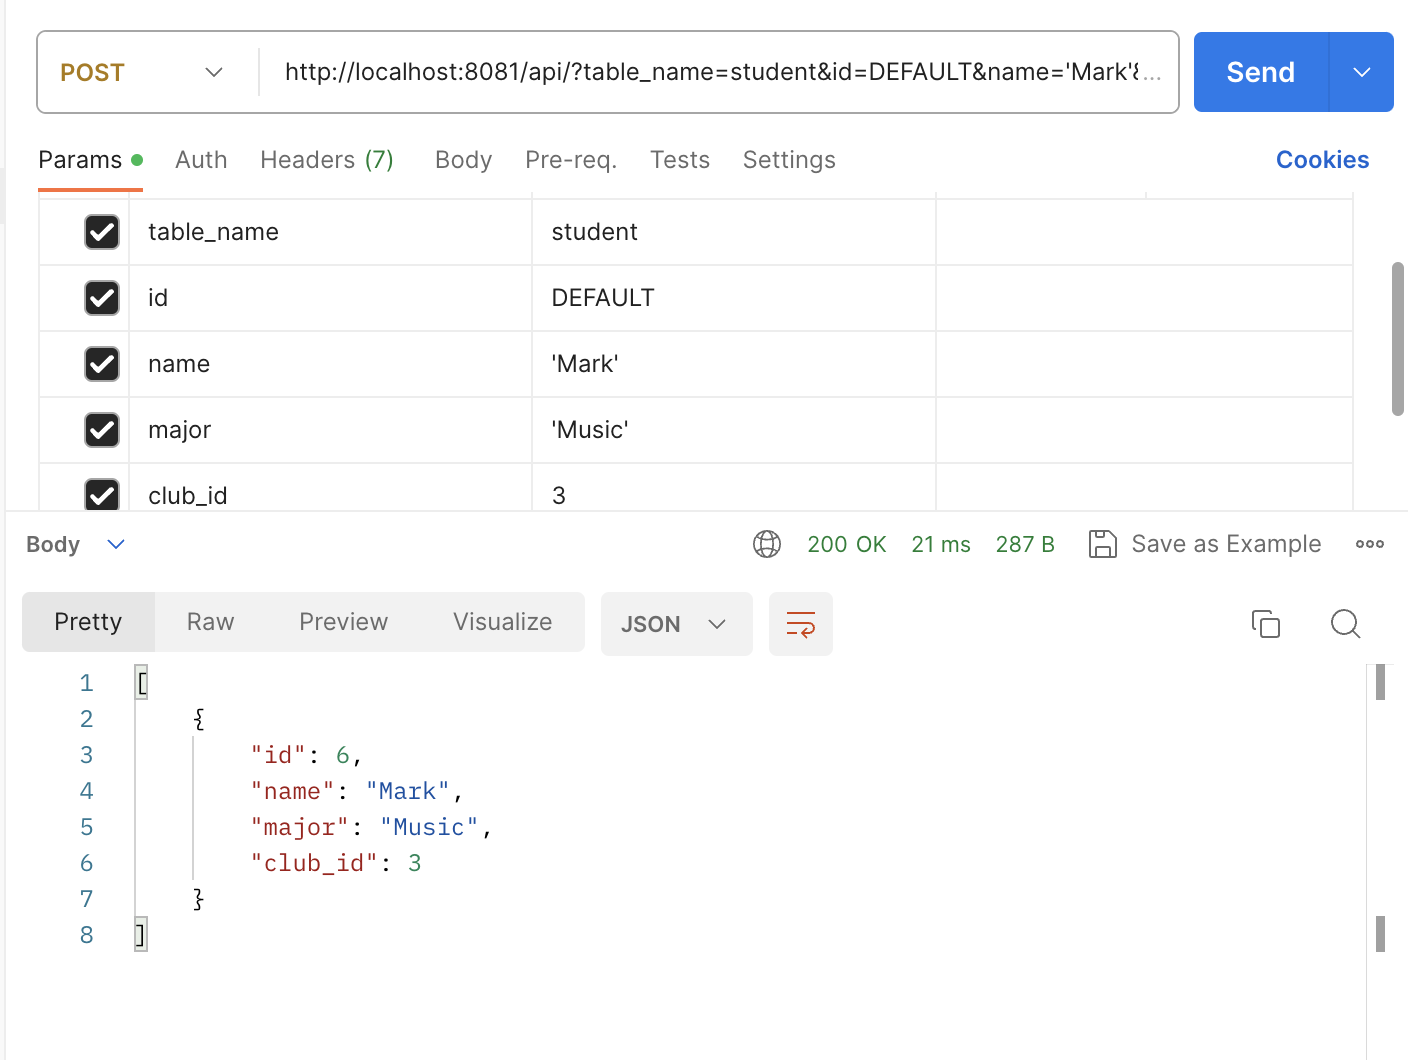 POST http://localhost:8081/api/?table_name=student&id=DEFAULT&name='Mark'& ... Send
Params Auth Headers (7) Body Pre-req. Tests Settings Cookies
table_name student
id DEFAULT
name 'Mark'
major 'Music'
club_id 3
Body 200 OK 21 ms 287 B Save as Example
Pretty Raw Preview Visualize JSON
1 [
2 {
3 "id": 6,
4 "name": "Mark",
5 "major": "Music",
6 "club_id": 3
7 }
8 ]